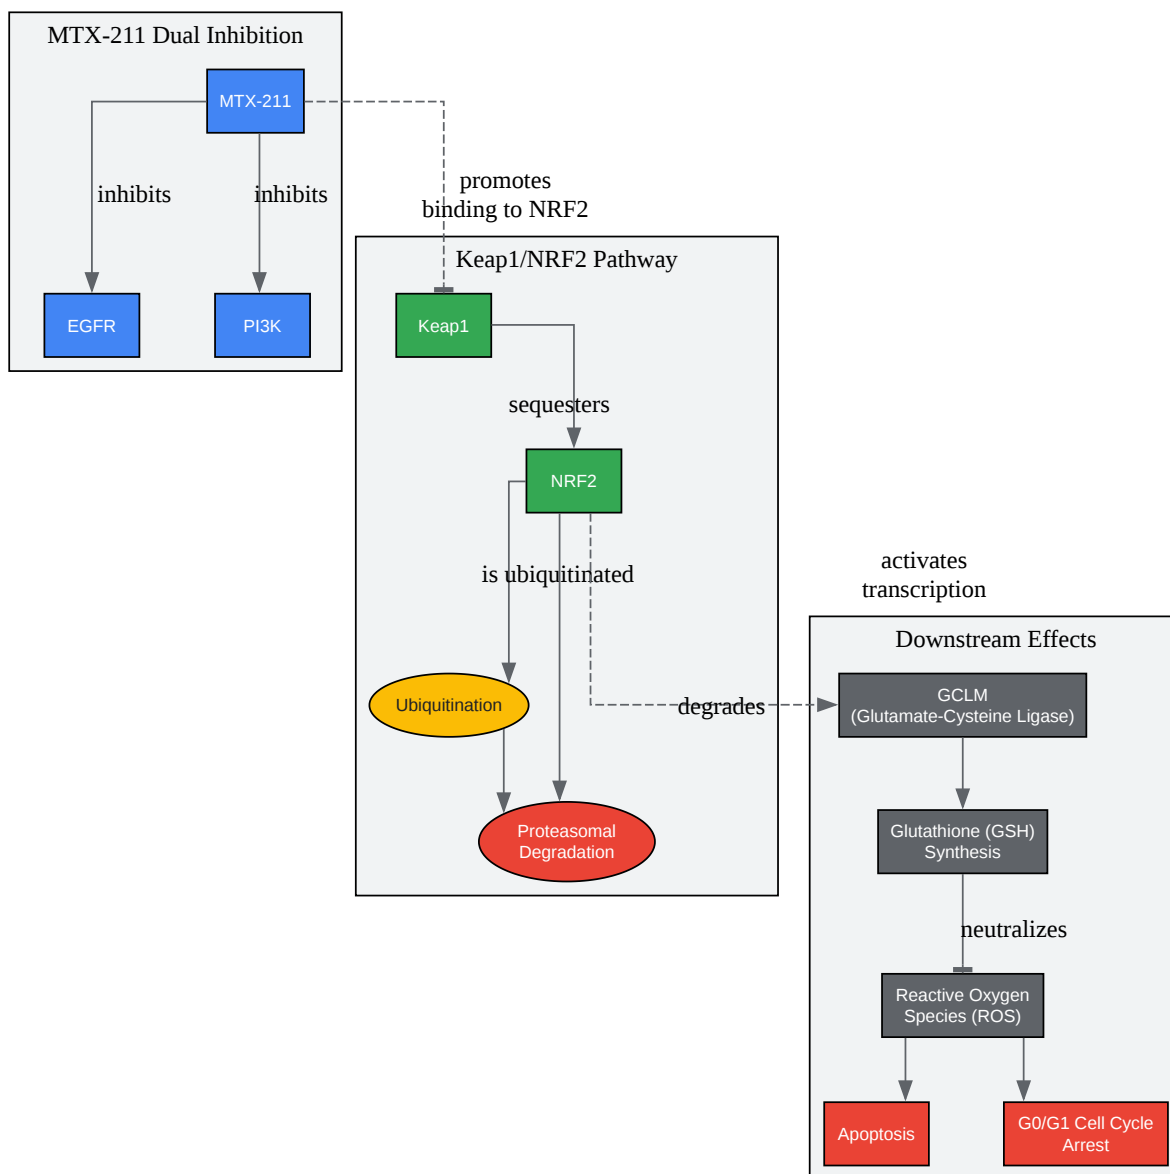 MTX-211 Dual Inhibition
MTX-211
inhibits
inhibits
promotes
binding to NRF2
EGFR
PI3K
Keap1/NRF2 Pathway
Keap1
sequesters
NRF2
is ubiquitinated
activates
transcription
Ubiquitination
degrades
Proteasomal
Degradation
Downstream Effects
GCLM
(Glutamate-Cysteine Ligase)
Glutathione (GSH)
Synthesis
neutralizes
Reactive Oxygen
Species (ROS)
Apoptosis
G0/G1 Cell Cycle
Arrest